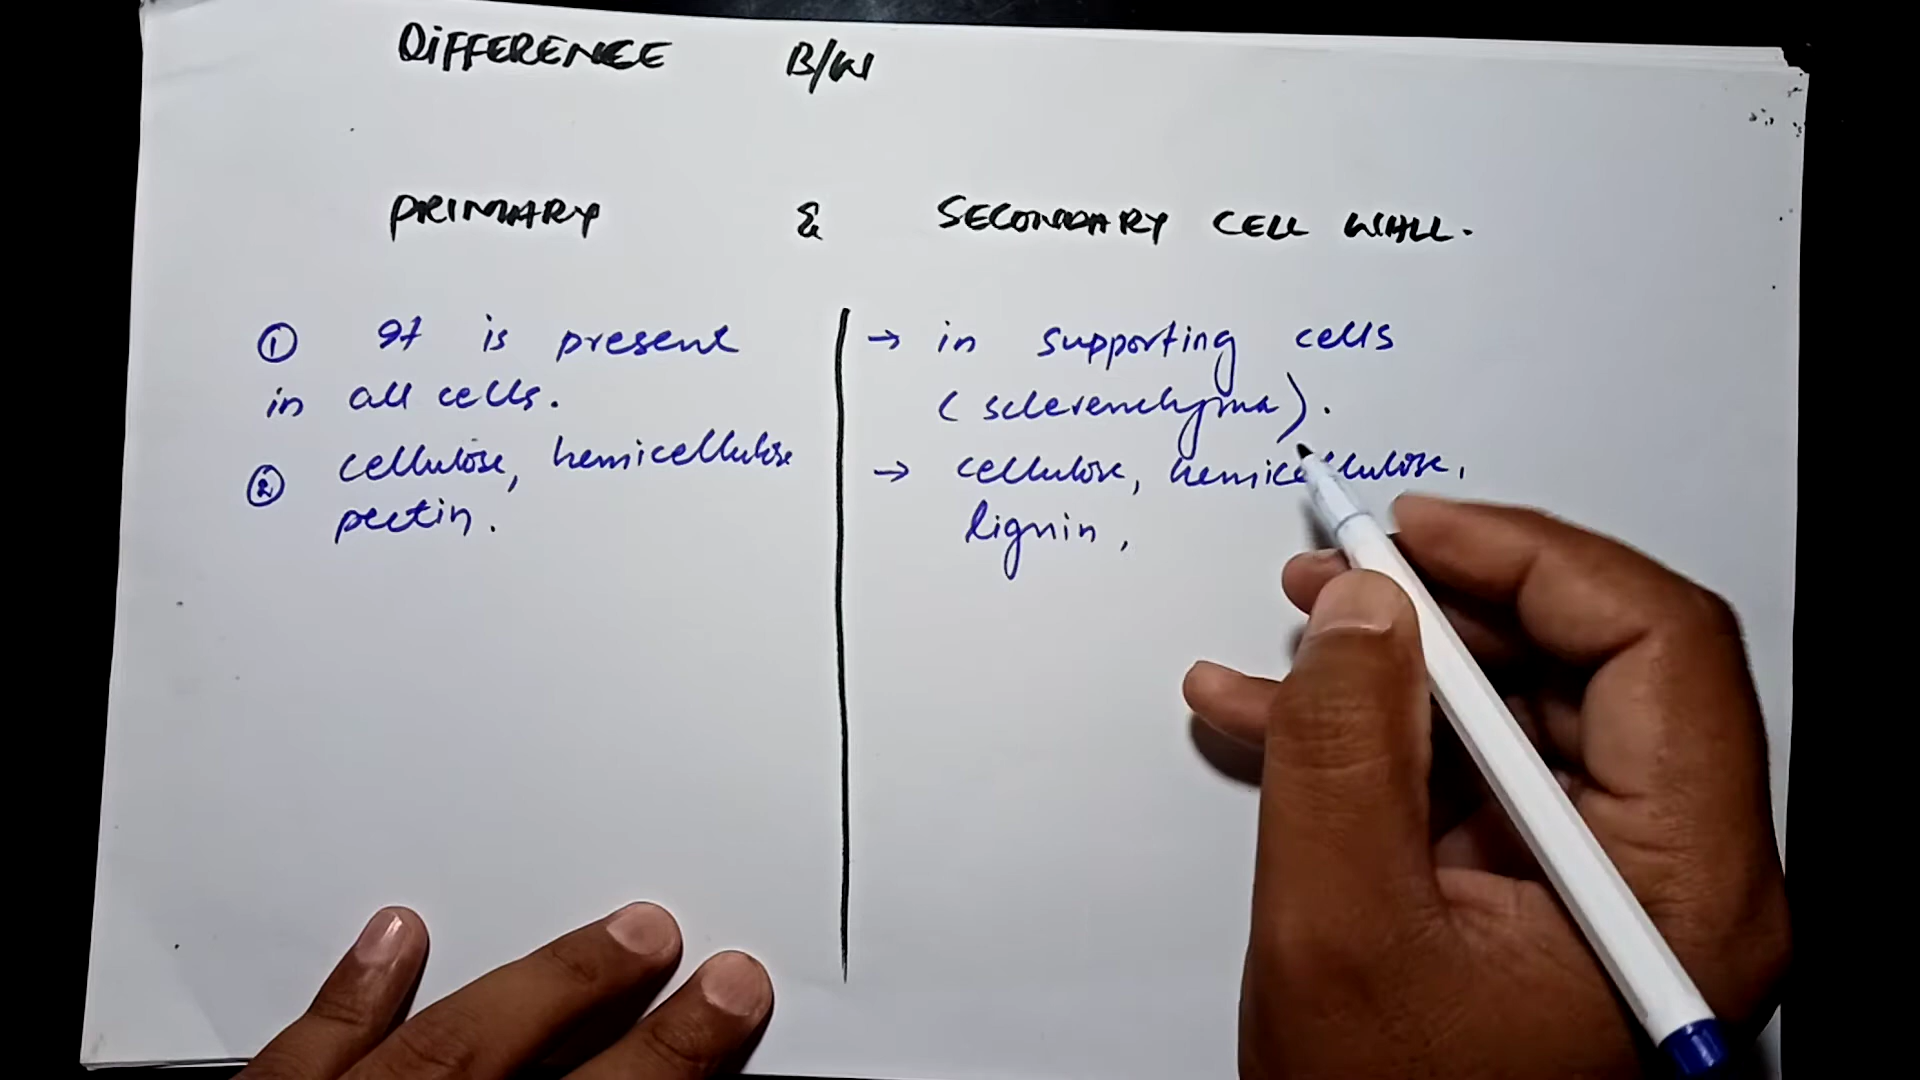 DIFFERENCE B/W
PRIMARY & SECONDARY CELL WALL.
① It is present
in all cells.
② cellulose, hemicellulose
pectin.
→ in supporting cells
(sclerenchyma).
→ cellulose, hemicellulose,
lignin,